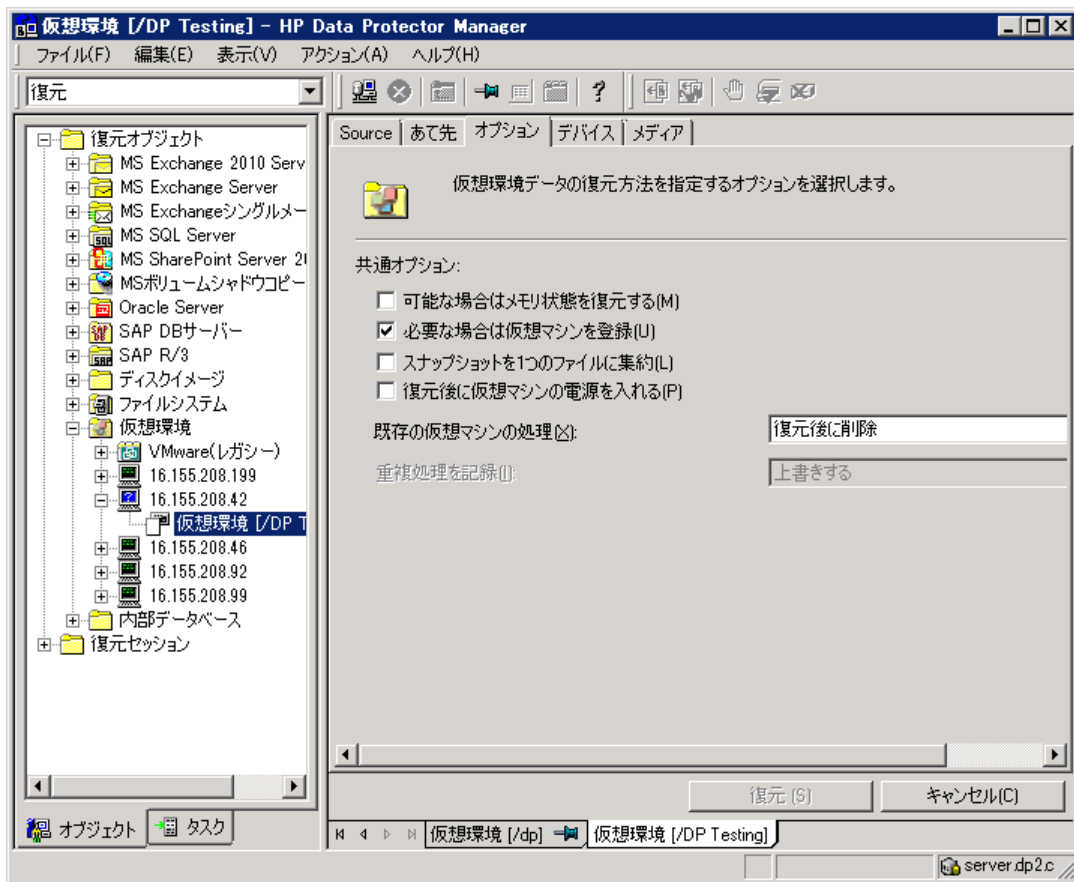 仮想環境 [/DP Testing] - HP Data Protector Manager
ファイル(F) 編集(E) 表示(V) アクション(A) ヘルプ(H)
復元
復元オブジェクト
MS Exchange 2010 Serv
MS Exchange Server
MS Exchangeシングルメー
MS SQL Server
MS SharePoint Server 20
MSボリュームシャドウコピー
Oracle Server
SAP DBサーバー
SAP R/3
ディスクイメージ
ファイルシステム
仮想環境
VMware(レガシー)
16.155.208.199
16.155.208.42
仮想環境 [/DP T
16.155.208.46
16.155.208.92
16.155.208.99
内部データベース
復元セッション
オブジェクト タスク
Source あて先 オプション デバイス メディア
仮想環境データの復元方法を指定するオプションを選択します。
共通オプション:
可能な場合はメモリ状態を復元する(M)
必要な場合は仮想マシンを登録(U)
スナップショットを1つのファイルに集約(L)
復元後に仮想マシンの電源を入れる(P)
既存の仮想マシンの処理(X): 復元後に削除
重複処理を記録(I): 上書きする
復元 (S) キャンセル(C)
仮想環境 [/dp] 仮想環境 [/DP Testing]
server.dp2.c